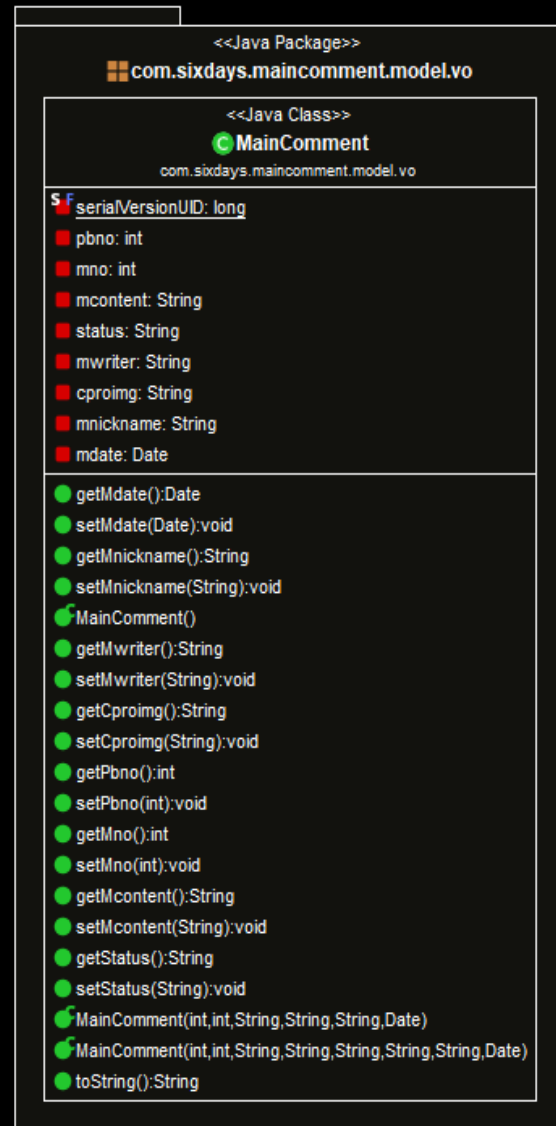 <<Java Package>>
com.sixdays.maincomment.model.vo
<<Java Class>>
C MainComment
com.sixdays.maincomment.model.vo
S F serialVersionUID: long
pbno: int
mno: int
mcontent: String
status: String
mwriter: String
cproimg: String
mnickname: String
mdate: Date
getMdate():Date
setMdate(Date):void
getMnickname():String
setMnickname(String):void
C MainComment()
getMwriter():String
setMwriter(String):void
getCproimg():String
setCproimg(String):void
getPbno():int
setPbno(int):void
getMno():int
setMno(int):void
getMcontent():String
setMcontent(String):void
getStatus():String
setStatus(String):void
C MainComment(int,int,String,String,String,Date)
C MainComment(int,int,String,String,String,String,String,Date)
toString():String